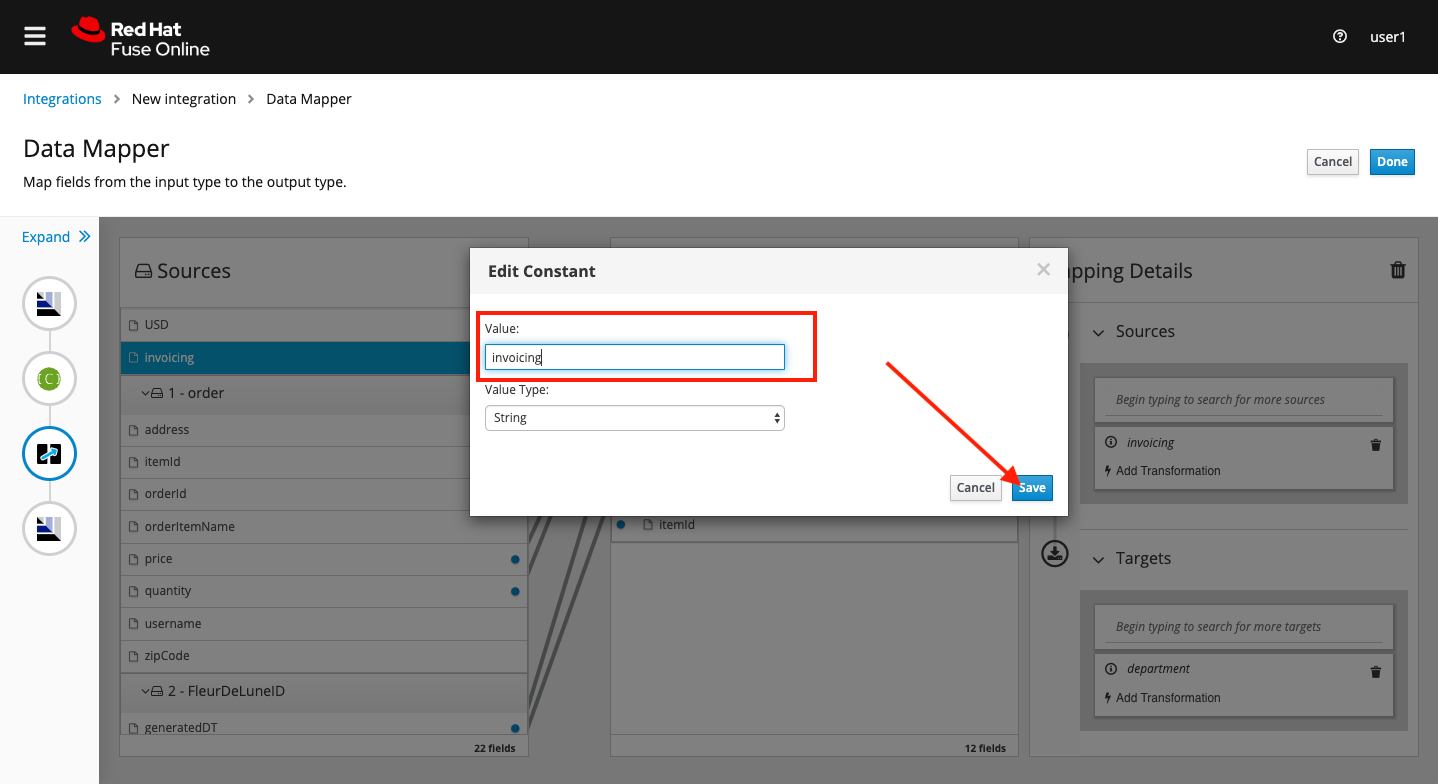 Red Hat
Fuse Online
user1
Integrations > New integration > Data Mapper
Data Mapper
Map fields from the input type to the output type.
Cancel
Done
Expand
Sources
USD
invoicing
1 - order
address
itemId
orderId
orderItemName
price
quantity
username
zipCode
2 - FleurDeLuneID
generatedDT
22 fields
Edit Constant
Value:
invoicing
Value Type:
String
Cancel
Save
itemId
12 fields
pping Details
Sources
Begin typing to search for more sources
invoicing
Add Transformation
Targets
Begin typing to search for more targets
department
Add Transformation